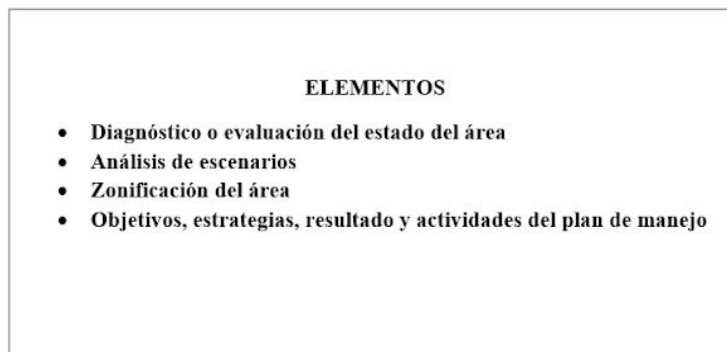 ELEMENTOS
• Diagnóstico o evaluación del estado del área
• Análisis de escenarios
• Zonificación del área
• Objetivos, estrategias, resultado y actividades del plan de manejo